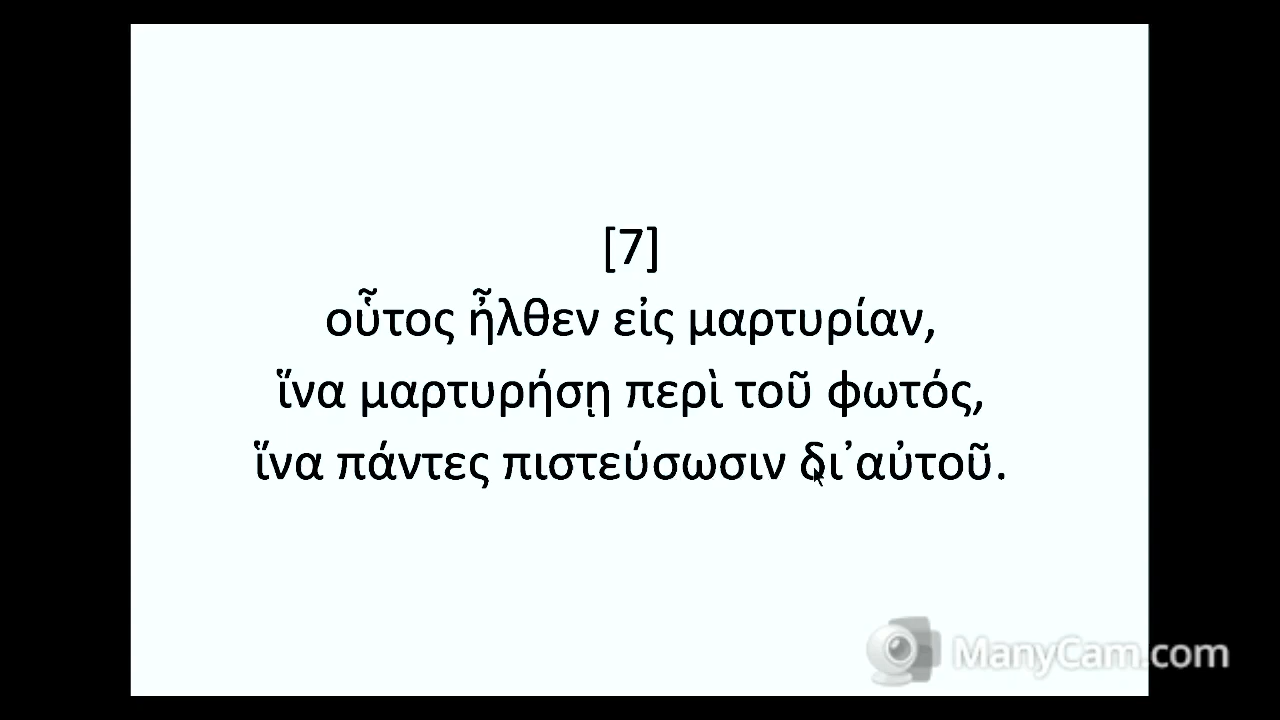 [7]
οὗτος ἦλθεν εἰς μαρτυρίαν,
ἵνα μαρτυρήσῃ περὶ τοῦ φωτός,
ἵνα πάντες πιστεύσωσιν δι᾿αὐτοῦ.
ManyCam.com